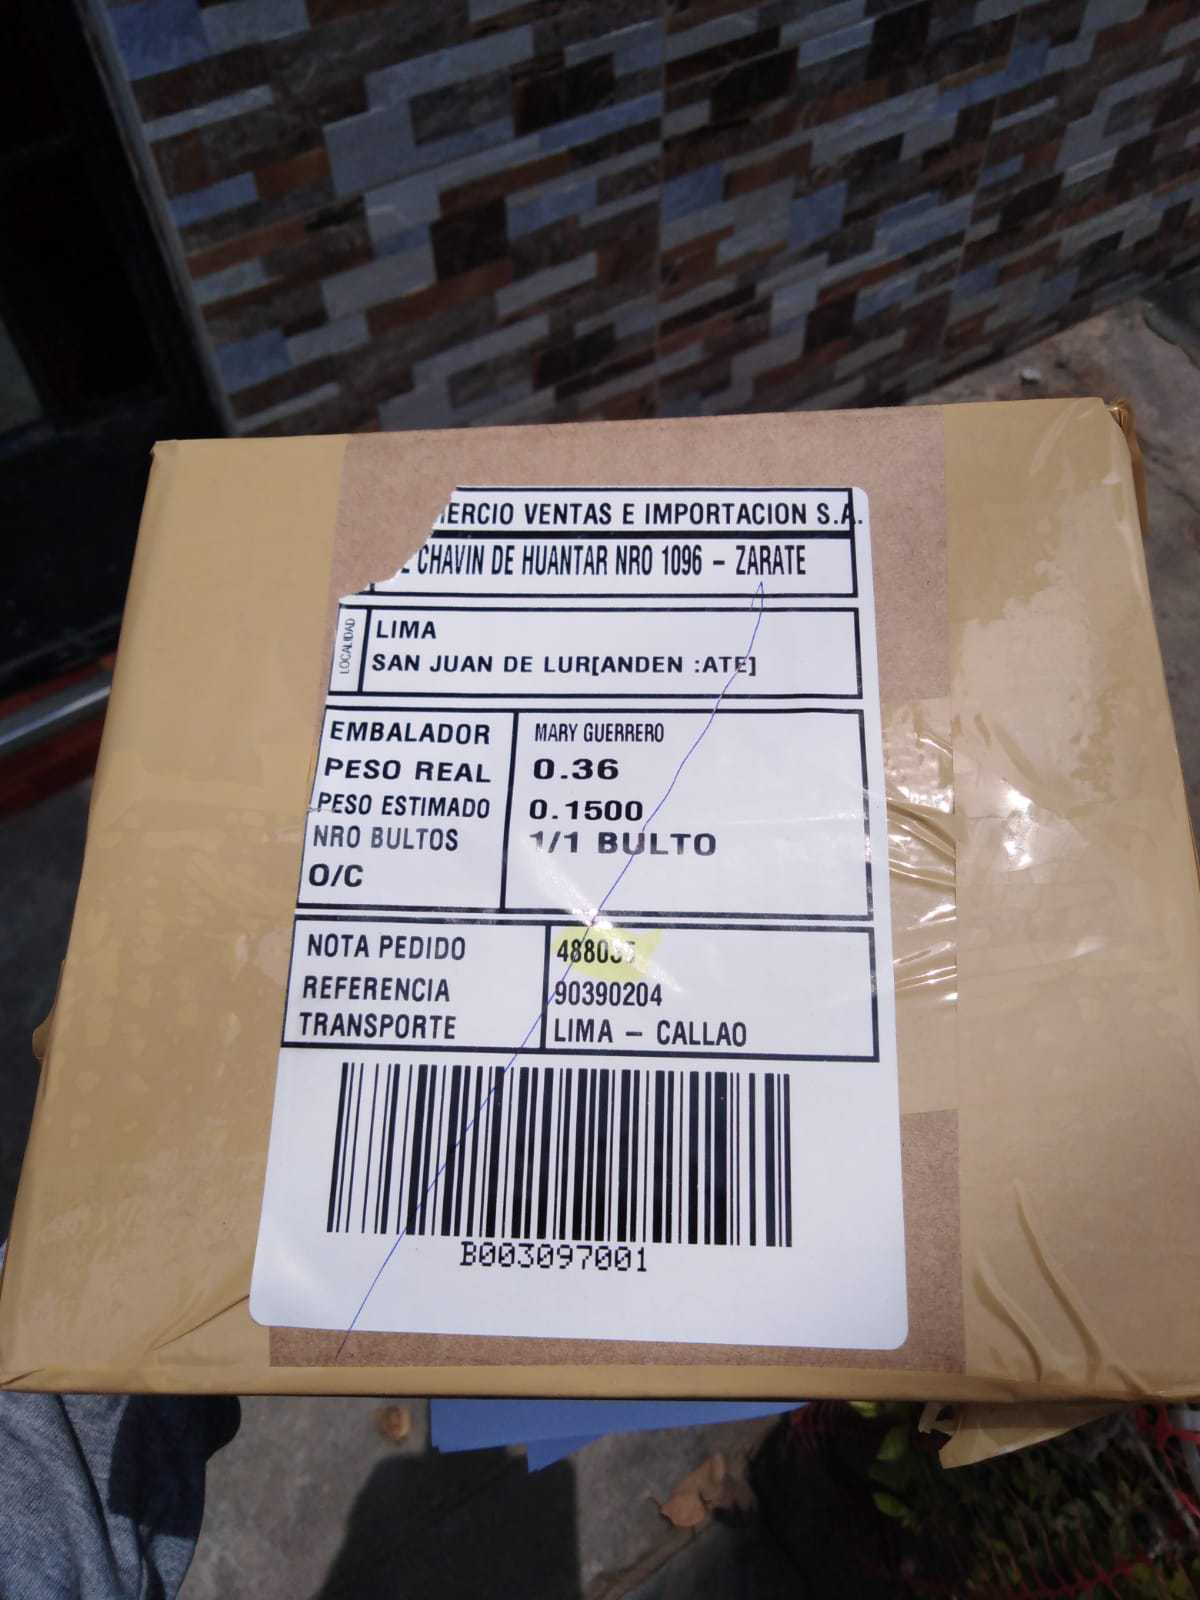 VENTAS E IMPORTACION S.A.
CHAVIN DE HUANTAR NRO 1096 - ZARATE
LOCALIDAD
LIMA
SAN JUAN DE LUR[ANDEN :ATE]
EMBALADOR MARY GUERRERO
PESO REAL 0.36
PESO ESTIMADO 0.1500
NRO BULTOS 1/1 BULTO
O/C
NOTA PEDIDO
REFERENCIA 90390204
TRANSPORTE LIMA - CALLAO
B003097001